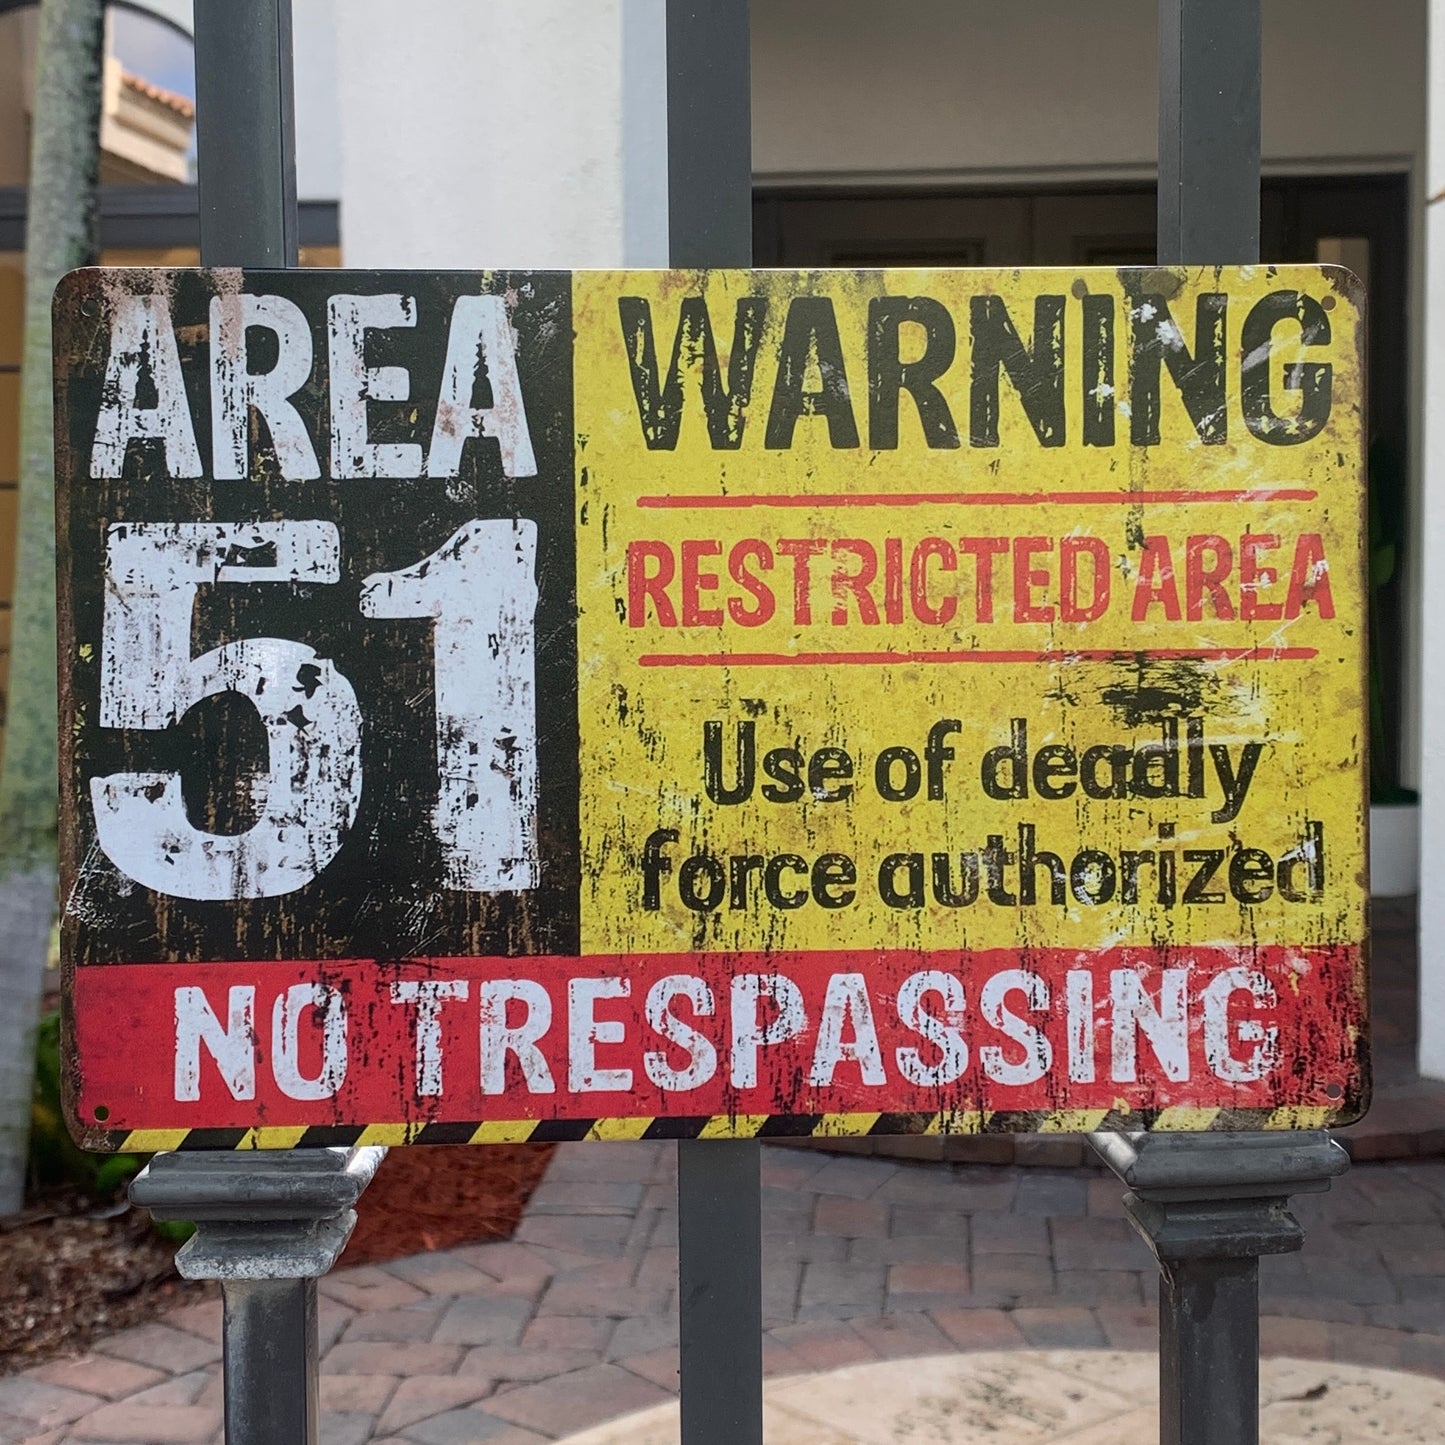 AREA
51
WARNING
RESTRICTED AREA
Use of deadly
force authorized
NO TRESPASSING